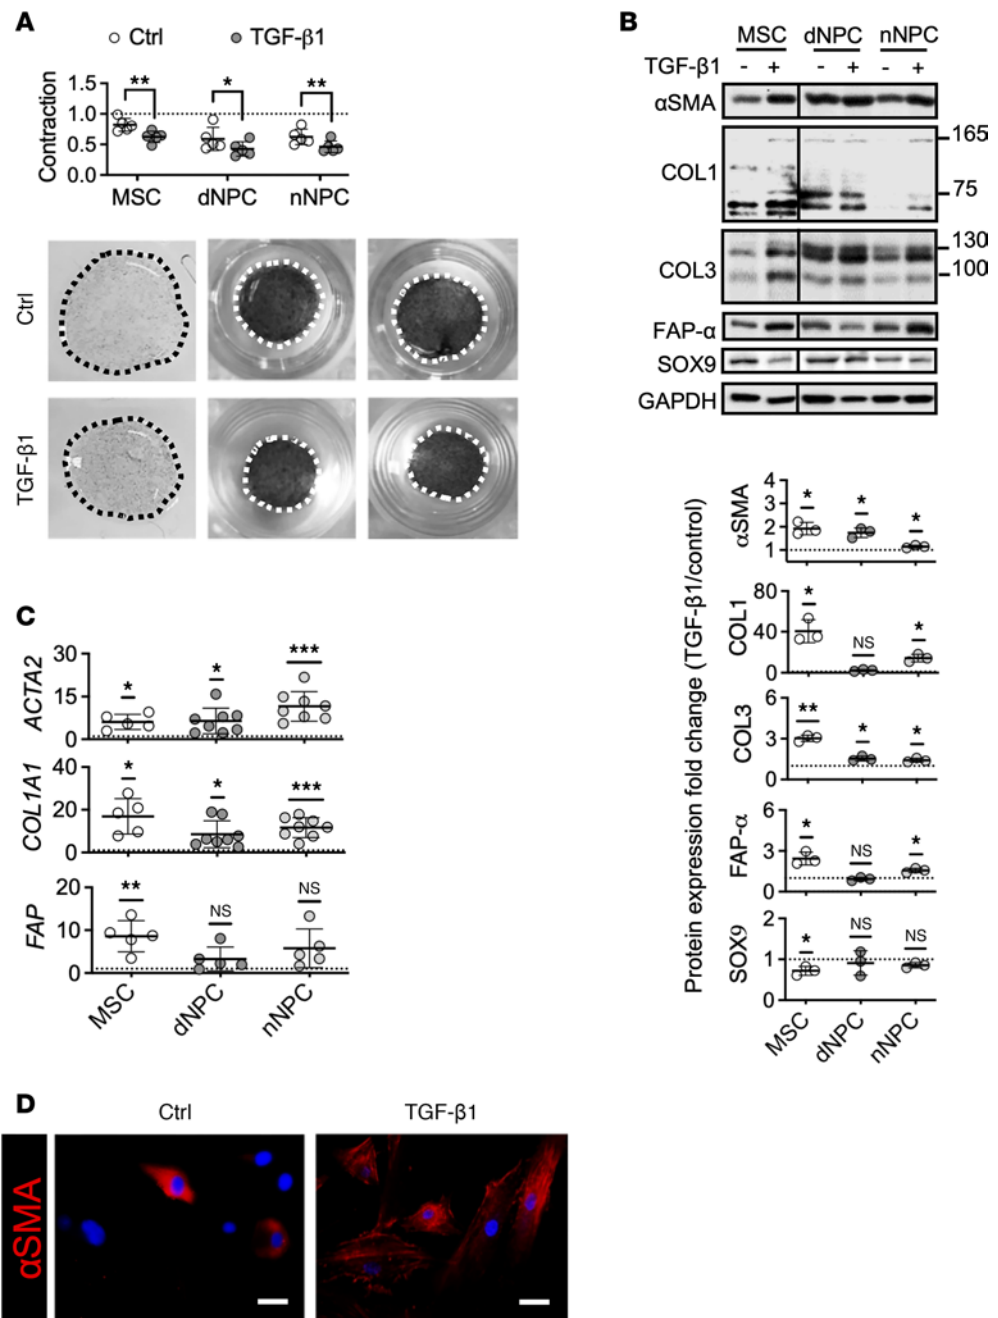 A
Ctrl TGF-β1
Contraction
1.5
1.0
0.5
0.0
** * **
MSC dNPC nNPC
Ctrl
TGF-β1
B
MSC dNPC nNPC
TGF-β1 - + - + - +
αSMA
COL1
165
75
COL3
130
100
FAP-α
SOX9
GAPDH
Protein expression fold change (TGF-β1/control)
αSMA
4
3
2
1
* * *
COL1
80
40
0
* NS *
COL3
6
3
0
** * *
FAP-α
6
3
0
* NS *
SOX9
2
1
0
* NS NS
MSC dNPC nNPC
C
ACTA2
30
15
0
* * ***
COL1A1
40
20
0
* * ***
FAP
20
10
0
** NS NS
MSC dNPC nNPC
D
Ctrl TGF-β1
αSMA